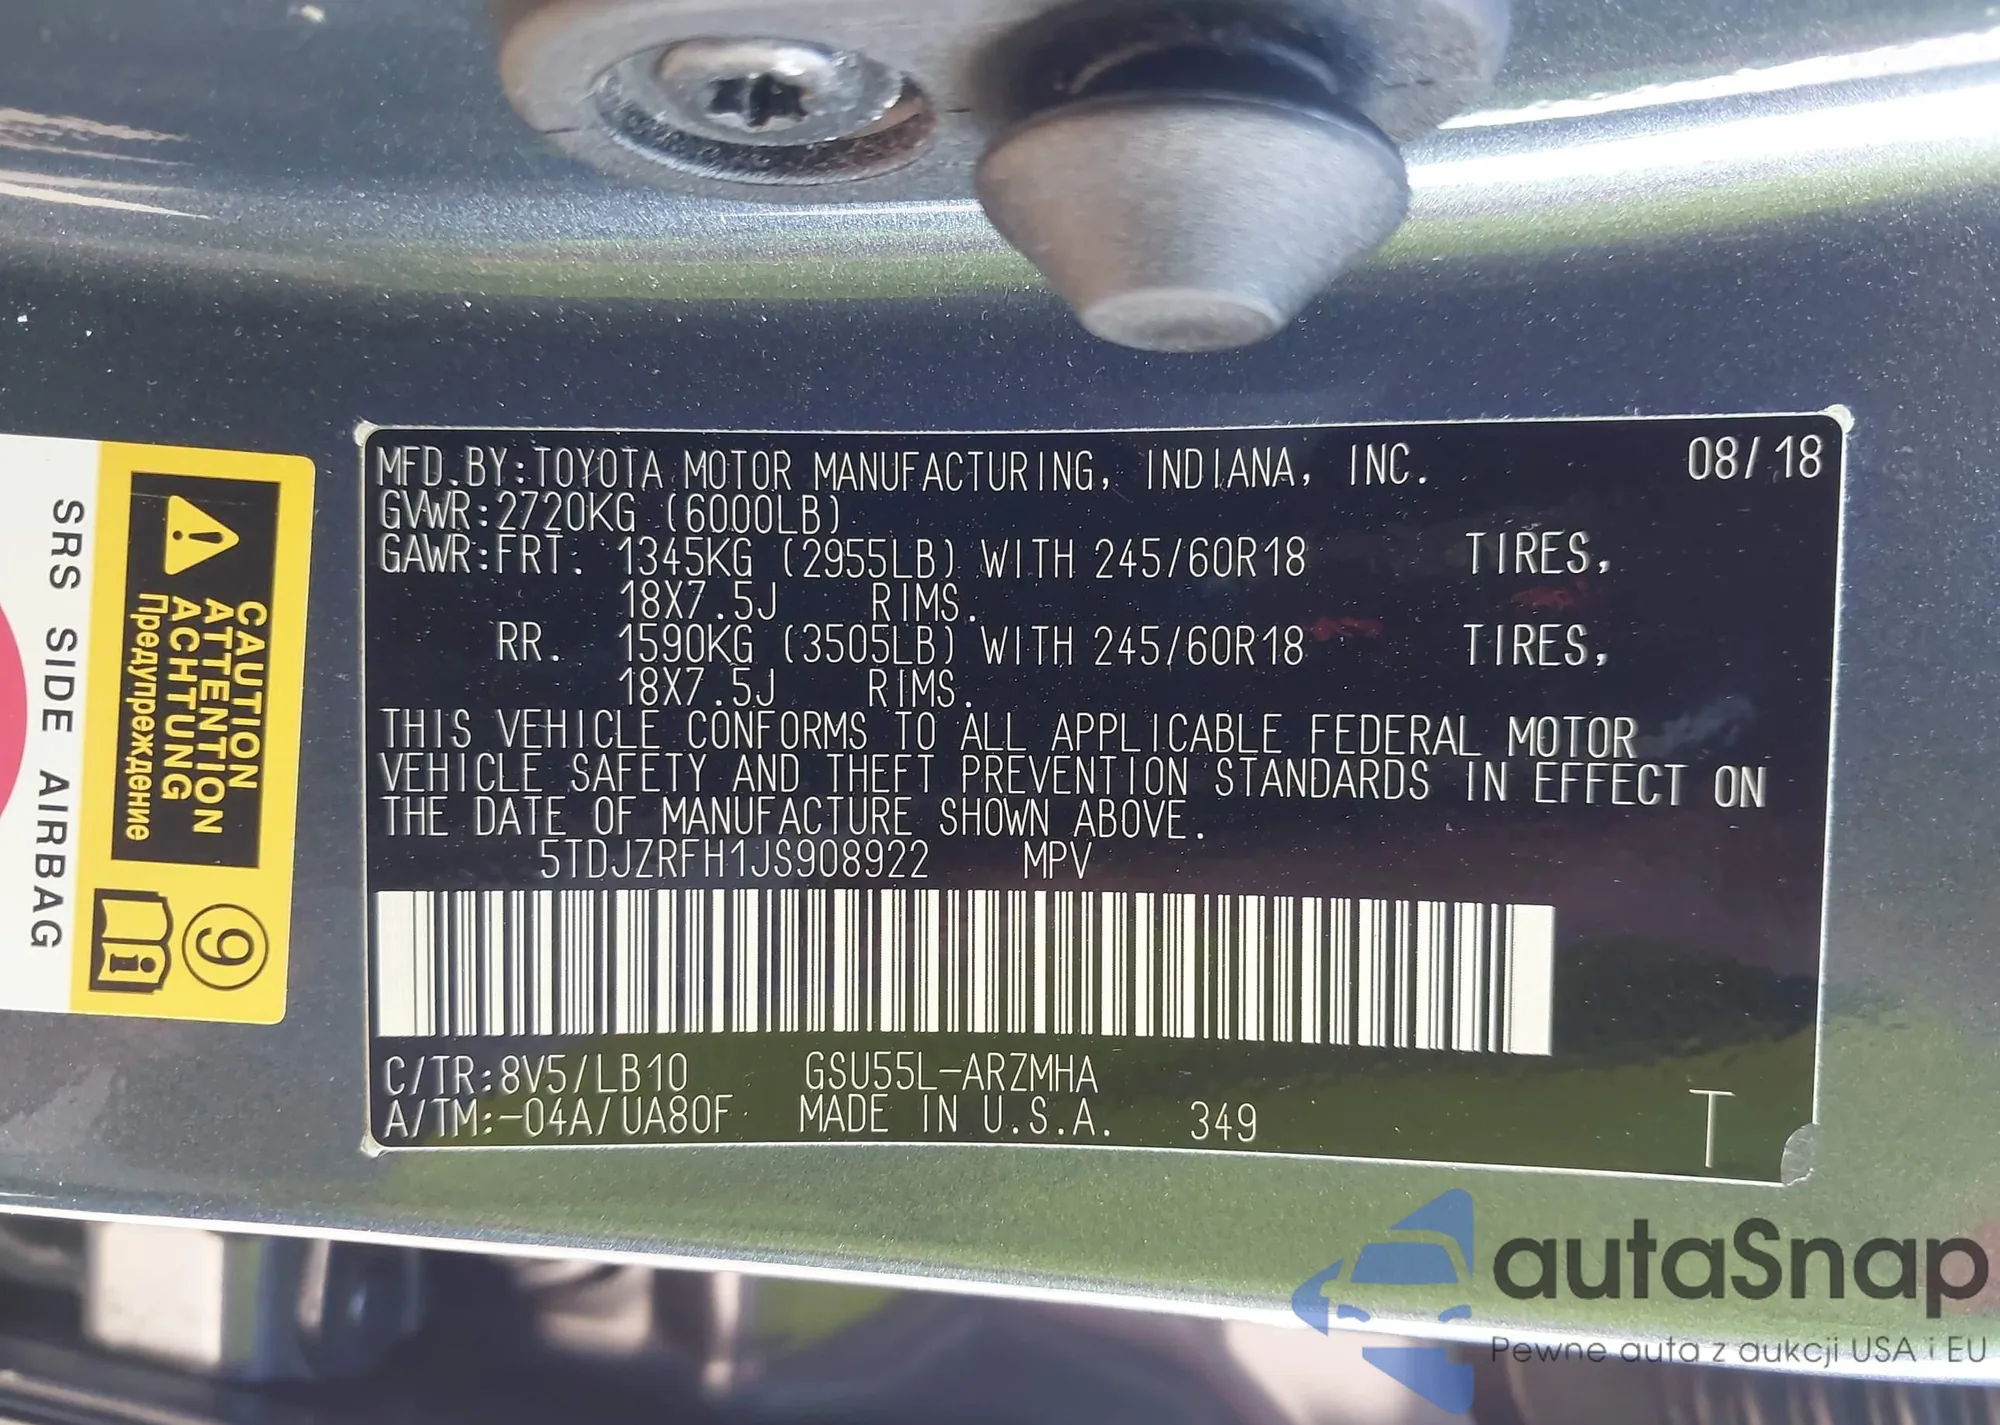 MFD.BY:TOYOTA MOTOR MANUFACTURING, INDIANA, INC. 08/18
GVWR:2720KG (6000LB)
GAWR:FRT. 1345KG (2955LB) WITH 245/60R18 TIRES,
18X7.5J RIMS.
RR. 1590KG (3505LB) WITH 245/60R18 TIRES,
18X7.5J RIMS.
THIS VEHICLE CONFORMS TO ALL APPLICABLE FEDERAL MOTOR
VEHICLE SAFETY AND THEFT PREVENTION STANDARDS IN EFFECT ON
THE DATE OF MANUFACTURE SHOWN ABOVE.
5TDJZRFH1JS908922 MPV
C/TR:8V5/LB10 GSU55L-ARZMHA
A/TM:-04A/UA80F MADE IN U.S.A. 349 T
CAUTION
ATTENTION
ACHTUNG
Предупреждение
9
i
SRS SIDE AIRBAG
autaSnap
Pewne auta z aukcji USA i EU